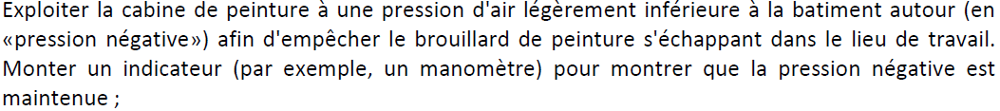 Exploiter la cabine de peinture à une pression d'air légèrement inférieure à la batiment autour (en
«pression négative») afin d'empêcher le brouillard de peinture s'échappant dans le lieu de travail.
Monter un indicateur (par exemple, un manomètre) pour montrer que la pression négative est
maintenue ;